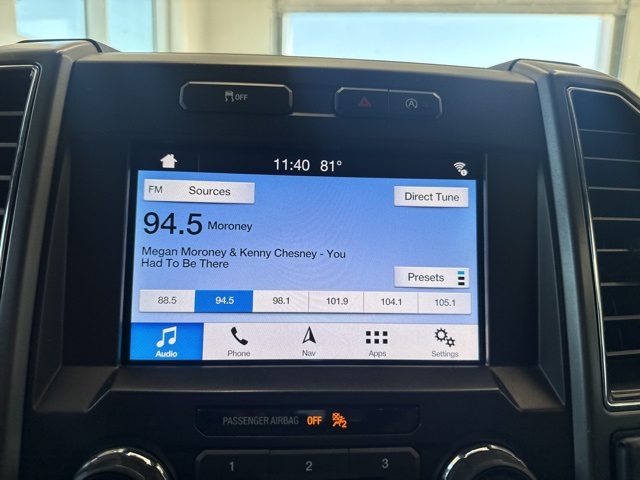 OFF
11:40 81°
FM Sources
Direct Tune
94.5 Moroney
Megan Moroney & Kenny Chesney - You
Had To Be There
Presets
88.5 94.5 98.1 101.9 104.1 105.1
Audio Phone Nav Apps Settings
PASSENGER AIRBAG OFF 2
1 2 3